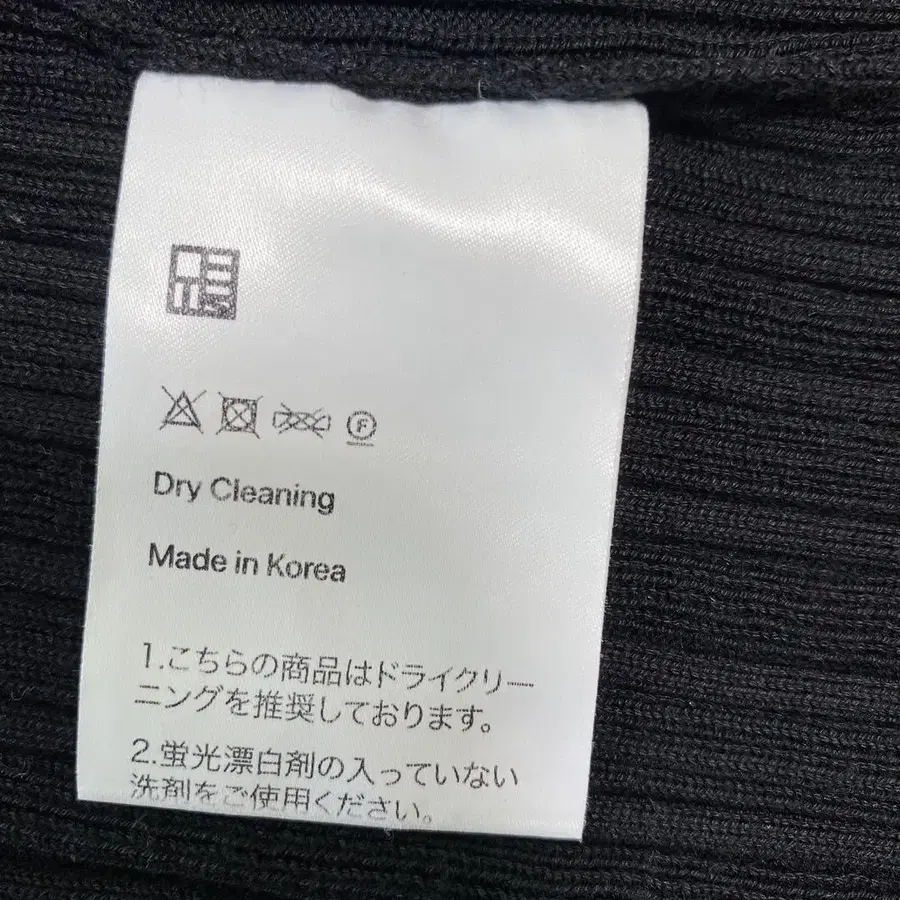 F
Dry Cleaning
Made in Korea
1.こちらの商品はドライクリー
ニングを推奨しております。
2.蛍光漂白剤の入っていない
洗剤をご使用ください。